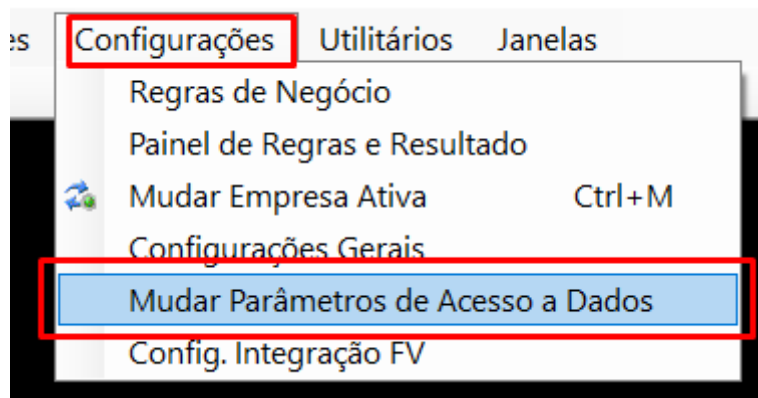 es Configurações Utilitários Janelas
Regras de Negócio
Painel de Regras e Resultado
Mudar Empresa Ativa Ctrl+M
Configurações Gerais
Mudar Parâmetros de Acesso a Dados
Config. Integração FV